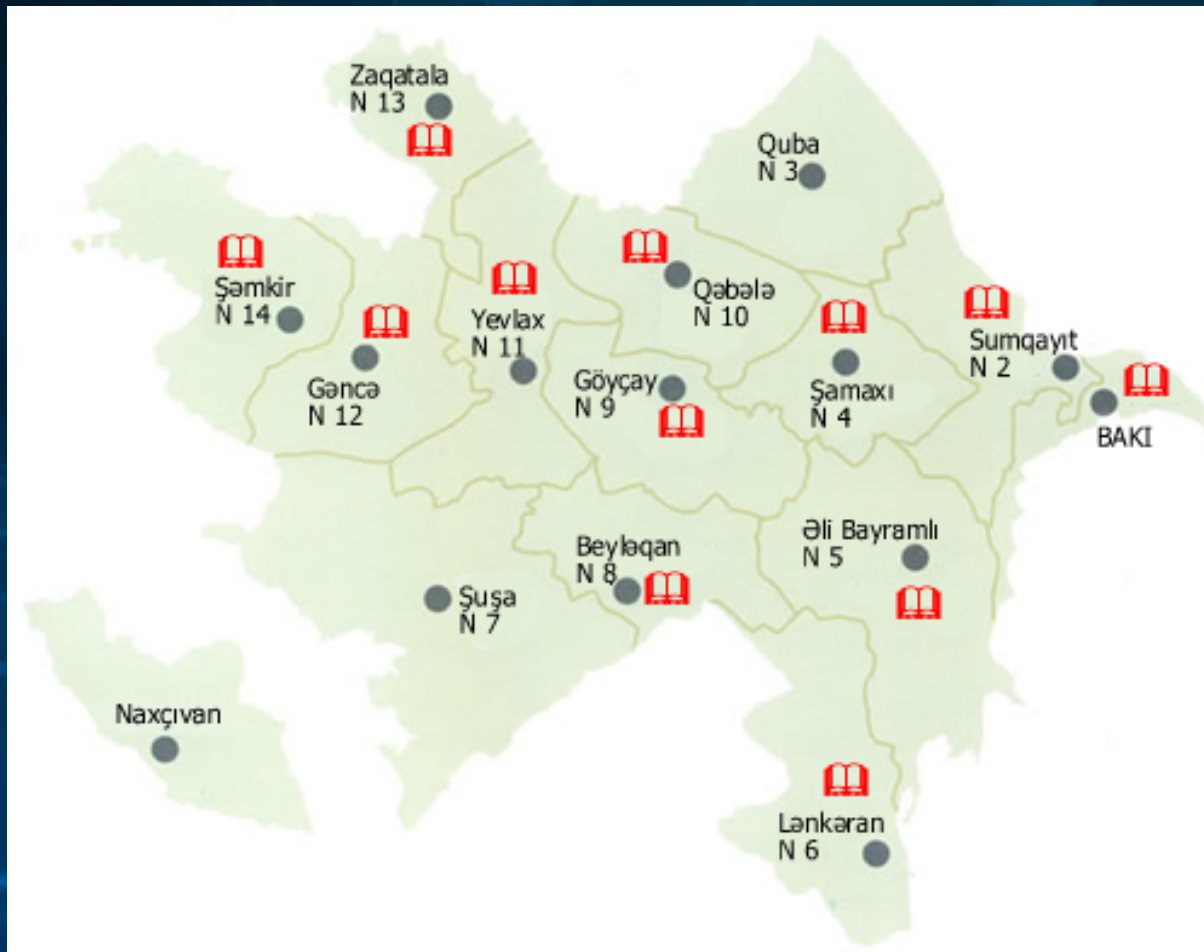 Zaqatala
N 13
Quba
N 3
Şəmkir
N 14
Qəbələ
N 10
Yevlax
N 11
Sumqayıt
N 2
Gəncə
N 12
Göyçay
N 9
Şamaxı
N 4
BAKI
Əli Bayramlı
N 5
Beyləqan
N 8
Şuşa
N 7
Naxçıvan
Lənkəran
N 6